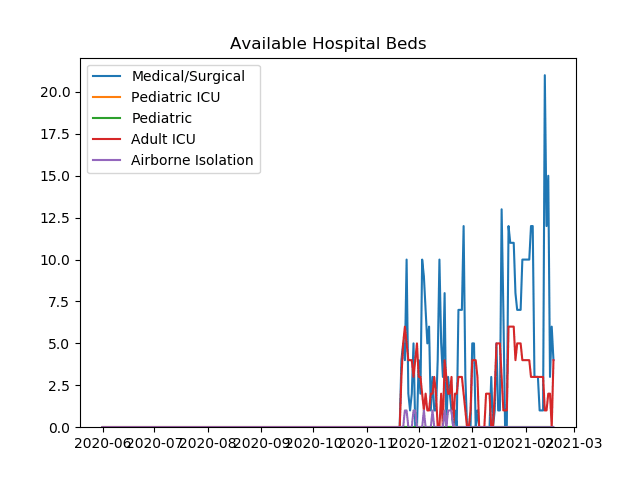 Available Hospital Beds
Medical/Surgical
Pediatric ICU
Pediatric
Adult ICU
Airborne Isolation
20.0
17.5
15.0
12.5
10.0
7.5
5.0
2.5
0.0
2020-06 2020-07 2020-08 2020-09 2020-10 2020-11 2020-12 2021-01 2021-02 2021-03